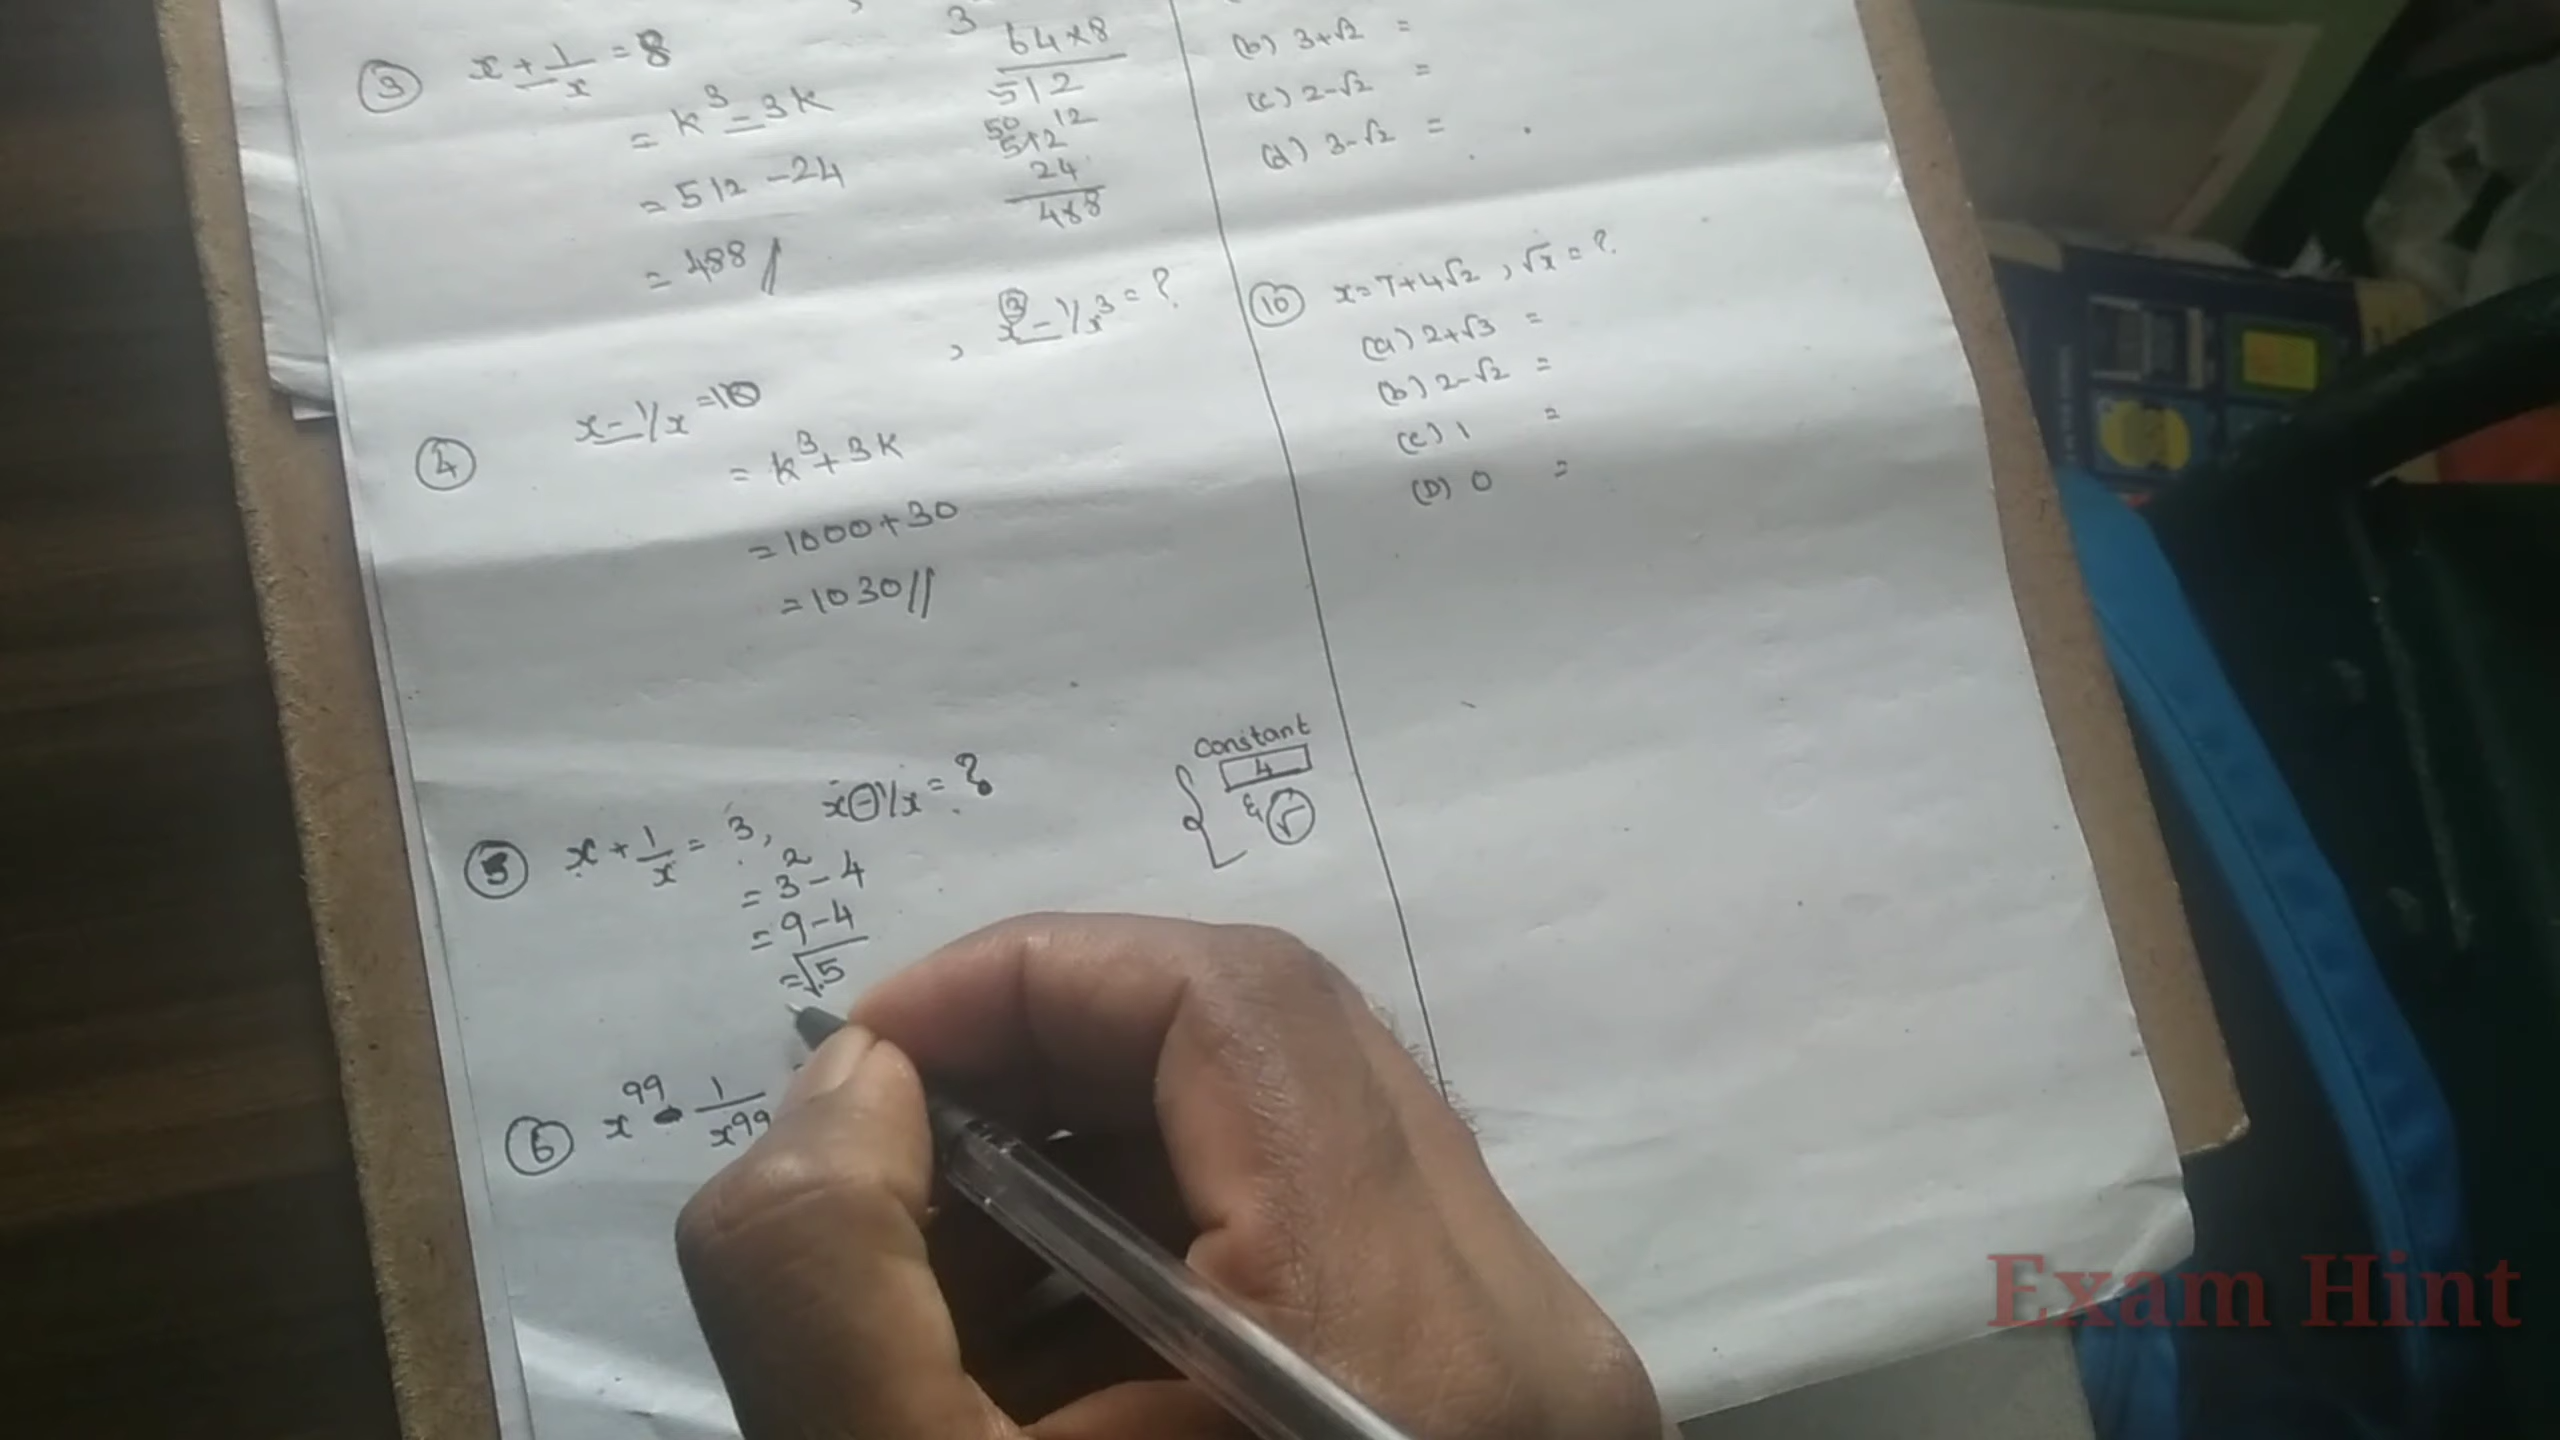 3
64×8
③ x + 1/x = 8
= k³ - 3k
512
50 12
512
= 512 - 24
24
488
= 488 //
, x³ - 1/x³ = ?
④ x - 1/x = 10
= k³ + 3k
= 1000 + 30
= 1030 //
⑤ x + 1/x = 3, x - 1/x = ?
= 3² - 4
= 9 - 4
= √5
Constant
4
& √
⑥ x⁹⁹ 1/x⁹⁹
(b) 3+√2 =
(c) 2-√2 =
(d) 3-√2 =
⑩ x = 7+4√2, √x = ?
(a) 2+√3 =
(b) 2-√2 =
(c) 1 =
(D) 0 =
Exam Hint